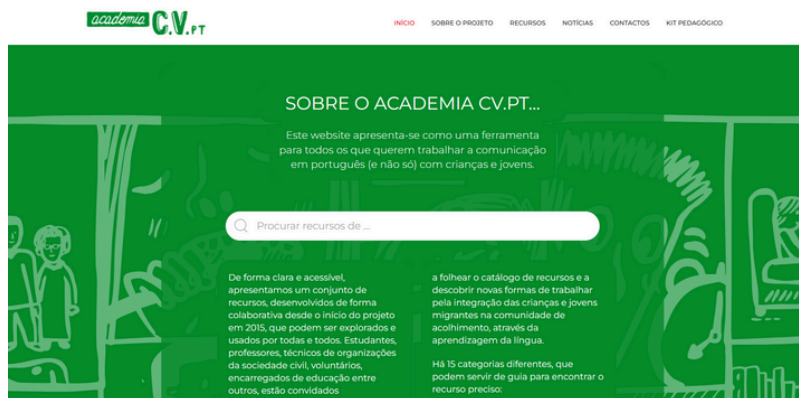 academia C.V.PT
INÍCIO SOBRE O PROJETO RECURSOS NOTÍCIAS CONTACTOS KIT PEDAGÓGICO
SOBRE O ACADEMIA CV.PT...
Este website apresenta-se como uma ferramenta
para todos os que querem trabalhar a comunicação
em português (e não só) com crianças e jovens.
Procurar recursos de ...
De forma clara e acessível,
apresentamos um conjunto de
recursos, desenvolvidos de forma
colaborativa desde o início do projeto
em 2015, que podem ser explorados e
usados por todas e todos. Estudantes,
professores, técnicos de organizações
da sociedade civil, voluntários,
encarregados de educação entre
outros, estão convidados
a folhear o catálogo de recursos e a
descobrir novas formas de trabalhar
pela integração das crianças e jovens
migrantes na comunidade de
acolhimento, através da
aprendizagem da língua.
Há 15 categorias diferentes, que
podem servir de guia para encontrar o
recurso preciso: